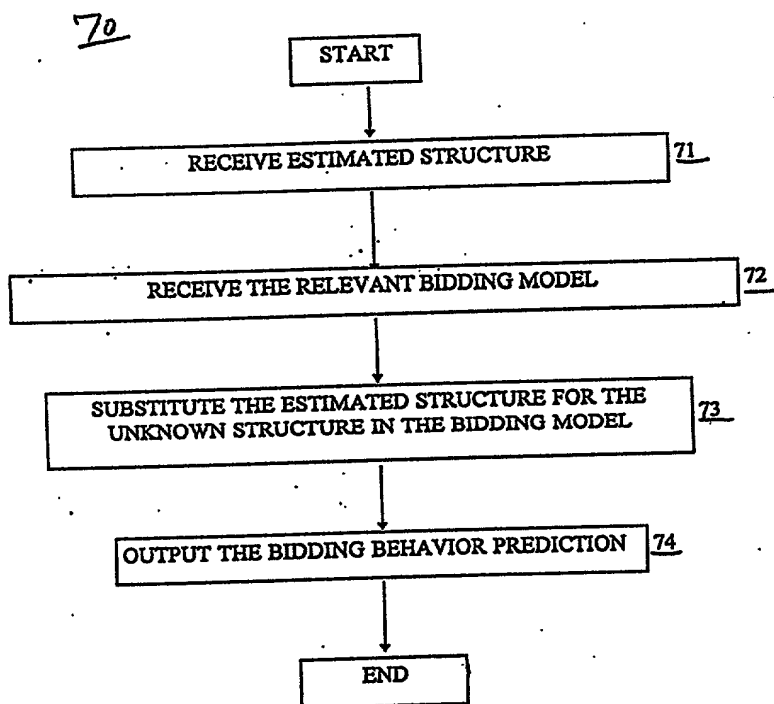 70
START
RECEIVE ESTIMATED STRUCTURE
71
RECEIVE THE RELEVANT BIDDING MODEL
72
SUBSTITUTE THE ESTIMATED STRUCTURE FOR THE
UNKNOWN STRUCTURE IN THE BIDDING MODEL
73
OUTPUT THE BIDDING BEHAVIOR PREDICTION
74
END